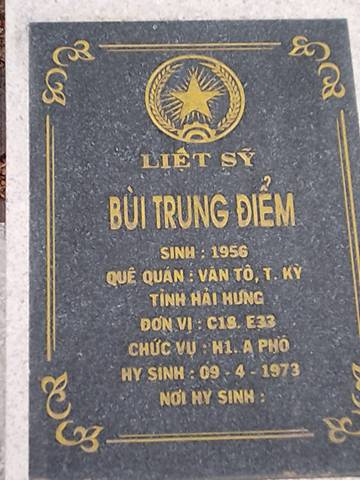 LIỆT SỸ
BÙI TRUNG ĐIỂM
SINH : 1956
QUÊ QUÁN : VĂN TÔ, T. KỲ
TỈNH HẢI HƯNG
ĐƠN VỊ : C18. E33
CHỨC VỤ : H1. A PHÓ
HY SINH : 09 - 4 - 1973
NƠI HY SINH :